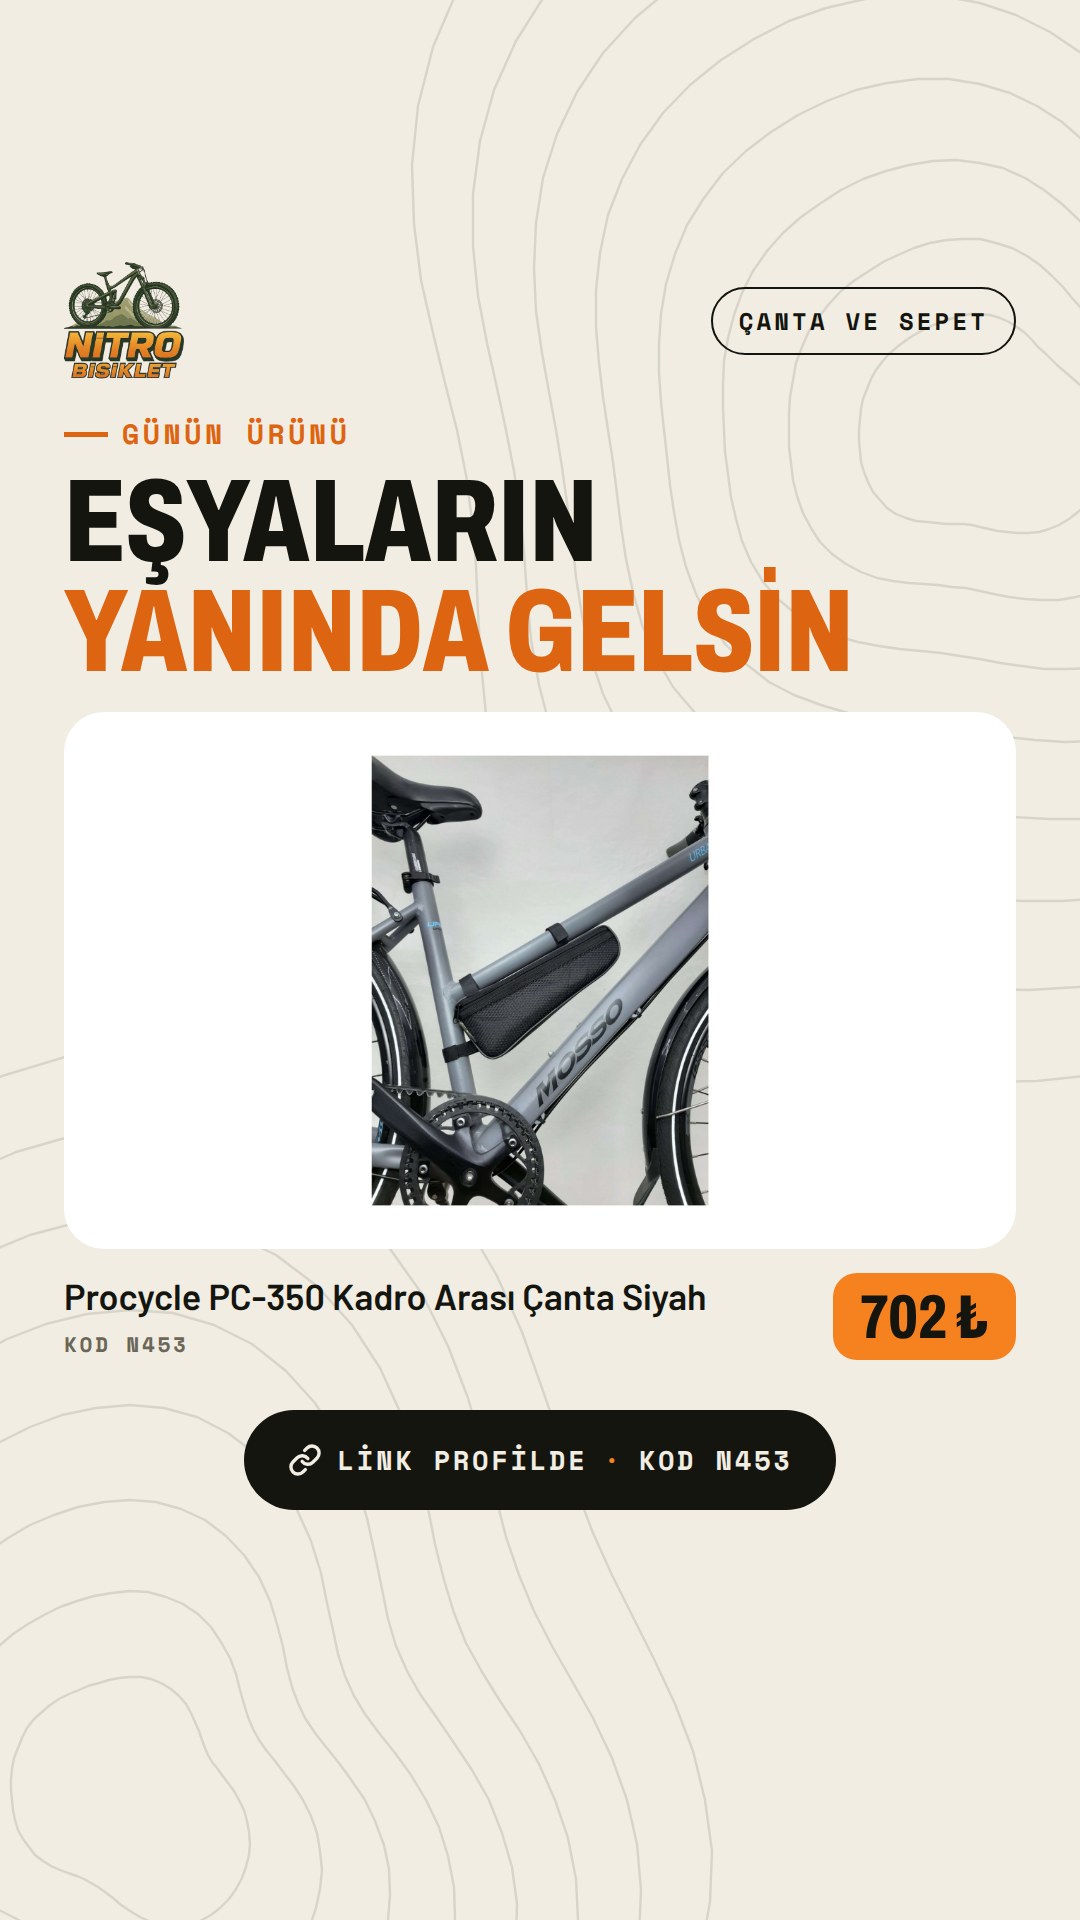 NiTRO
BISIKLET
ÇANTA VE SEPET
GÜNÜN ÜRÜNÜ
EŞYALARIN
YANINDA GELSİN
MOSSO
Procycle PC-350 Kadro Arası Çanta Siyah
702 ₺
KOD N453
LİNK PROFİLDE · KOD N453